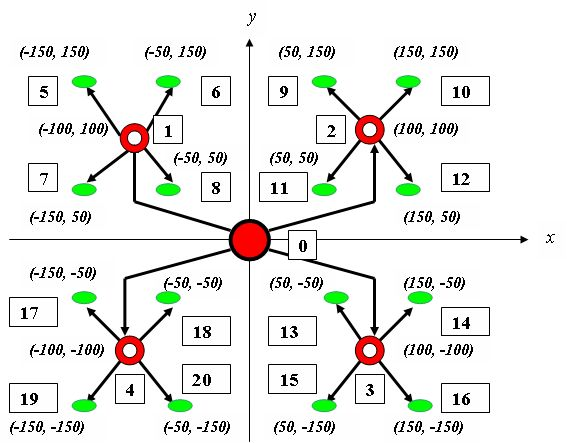 y
(-150, 150) (-50, 150) (50, 150) (150, 150)
5 6 9 10
(-100, 100) 1 2 (100, 100)
(-50, 50) (50, 50)
7 8 11 12
(-150, 50) (150, 50)
0 x
(-150, -50) (-50, -50) (50, -50) (150, -50)
17 18 13 14
(-100, -100) (100, -100)
19 4 20 15 3 16
(-150, -150) (-50, -150) (50, -150) (150, -150)